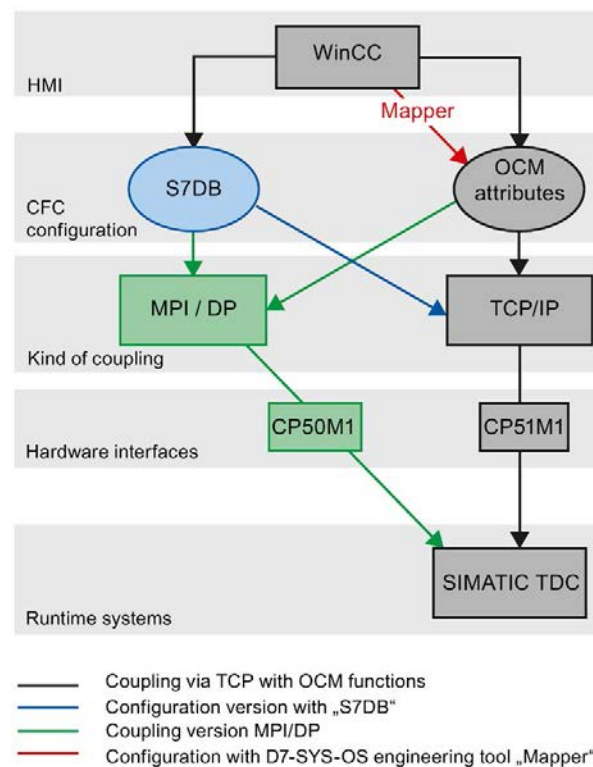 WinCC
HMI
Mapper
S7DB
OCM
attributes
CFC
configuration
MPI / DP
TCP/IP
Kind of coupling
CP50M1
CP51M1
Hardware interfaces
SIMATIC TDC
Runtime systems
Coupling via TCP with OCM functions
Configuration version with „S7DB“
Coupling version MPI/DP
Configuration with D7-SYS-OS engineering tool „Mapper“